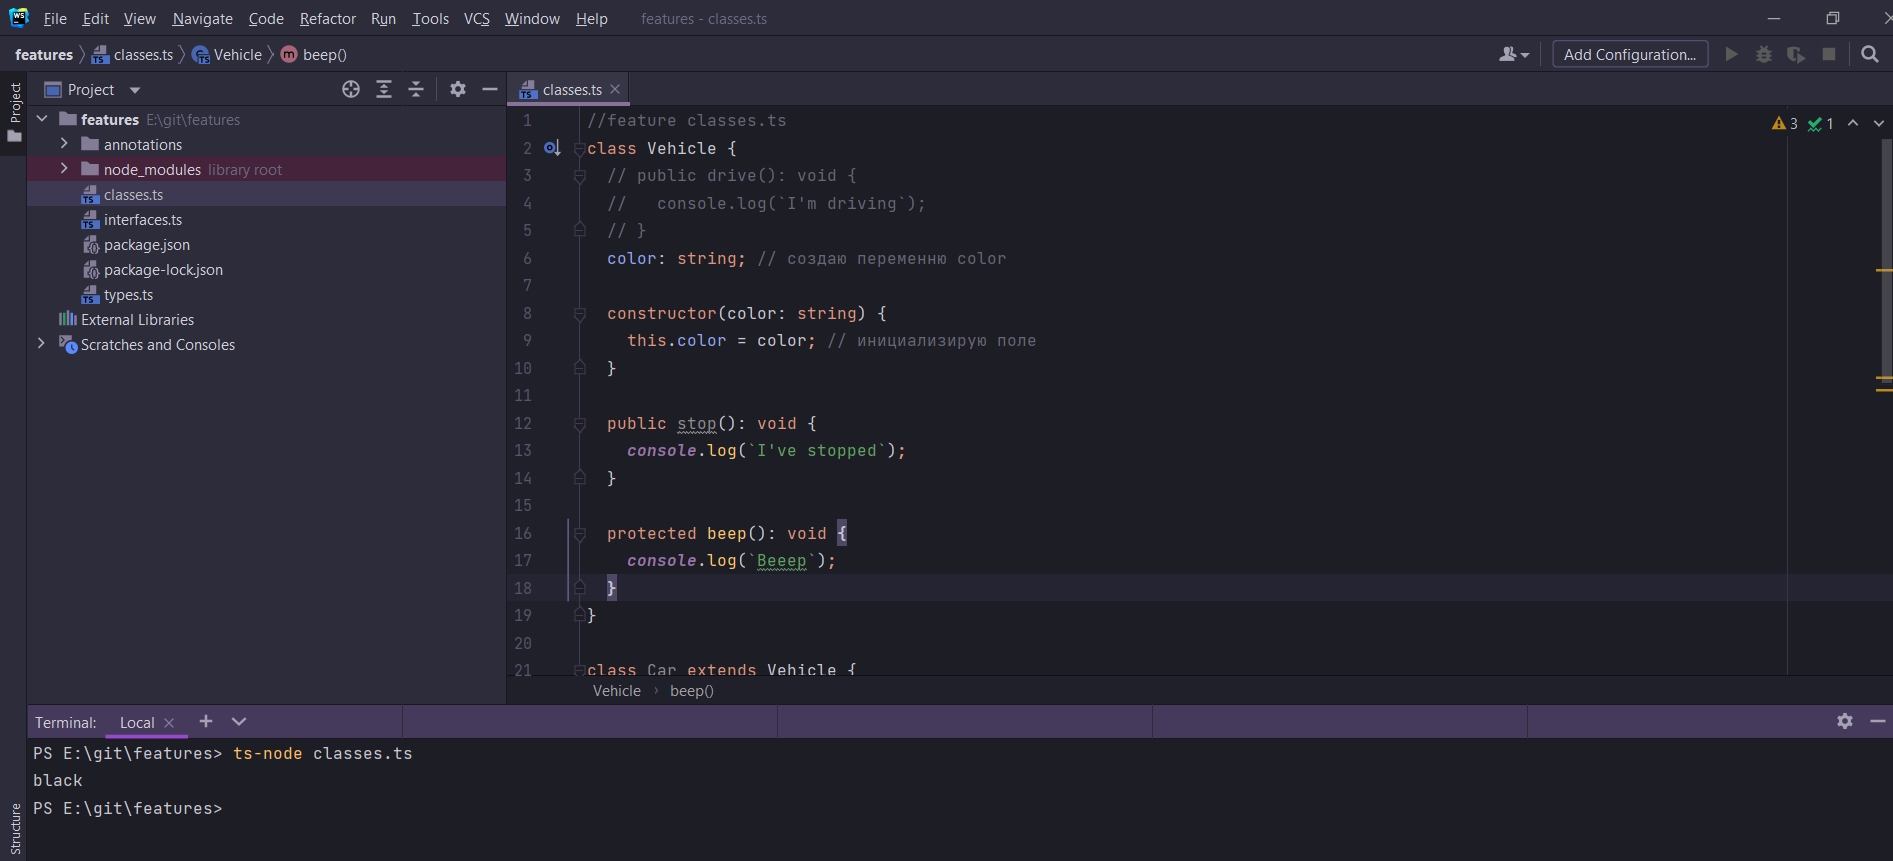 WS File Edit View Navigate Code Refactor Run Tools VCS Window Help features - classes.ts
features classes.ts Vehicle beep() Add Configuration...
Project
Project
features E:\git\features
annotations
node_modules library root
classes.ts
interfaces.ts
package.json
package-lock.json
types.ts
External Libraries
Scratches and Consoles
classes.ts
3 1
1 //feature classes.ts
2 class Vehicle {
3 // public drive(): void {
4 //   console.log(`I'm driving`);
5 // }
6 color: string; // создаю переменню color
7
8 constructor(color: string) {
9 this.color = color; // инициализирую поле
10 }
11
12 public stop(): void {
13 console.log(`I've stopped`);
14 }
15
16 protected beep(): void {
17 console.log(`Beeep`);
18 }
19 }
20
21 class Car extends Vehicle {
Vehicle › beep()
Terminal: Local
PS E:\git\features> ts-node classes.ts
black
PS E:\git\features>
Structure